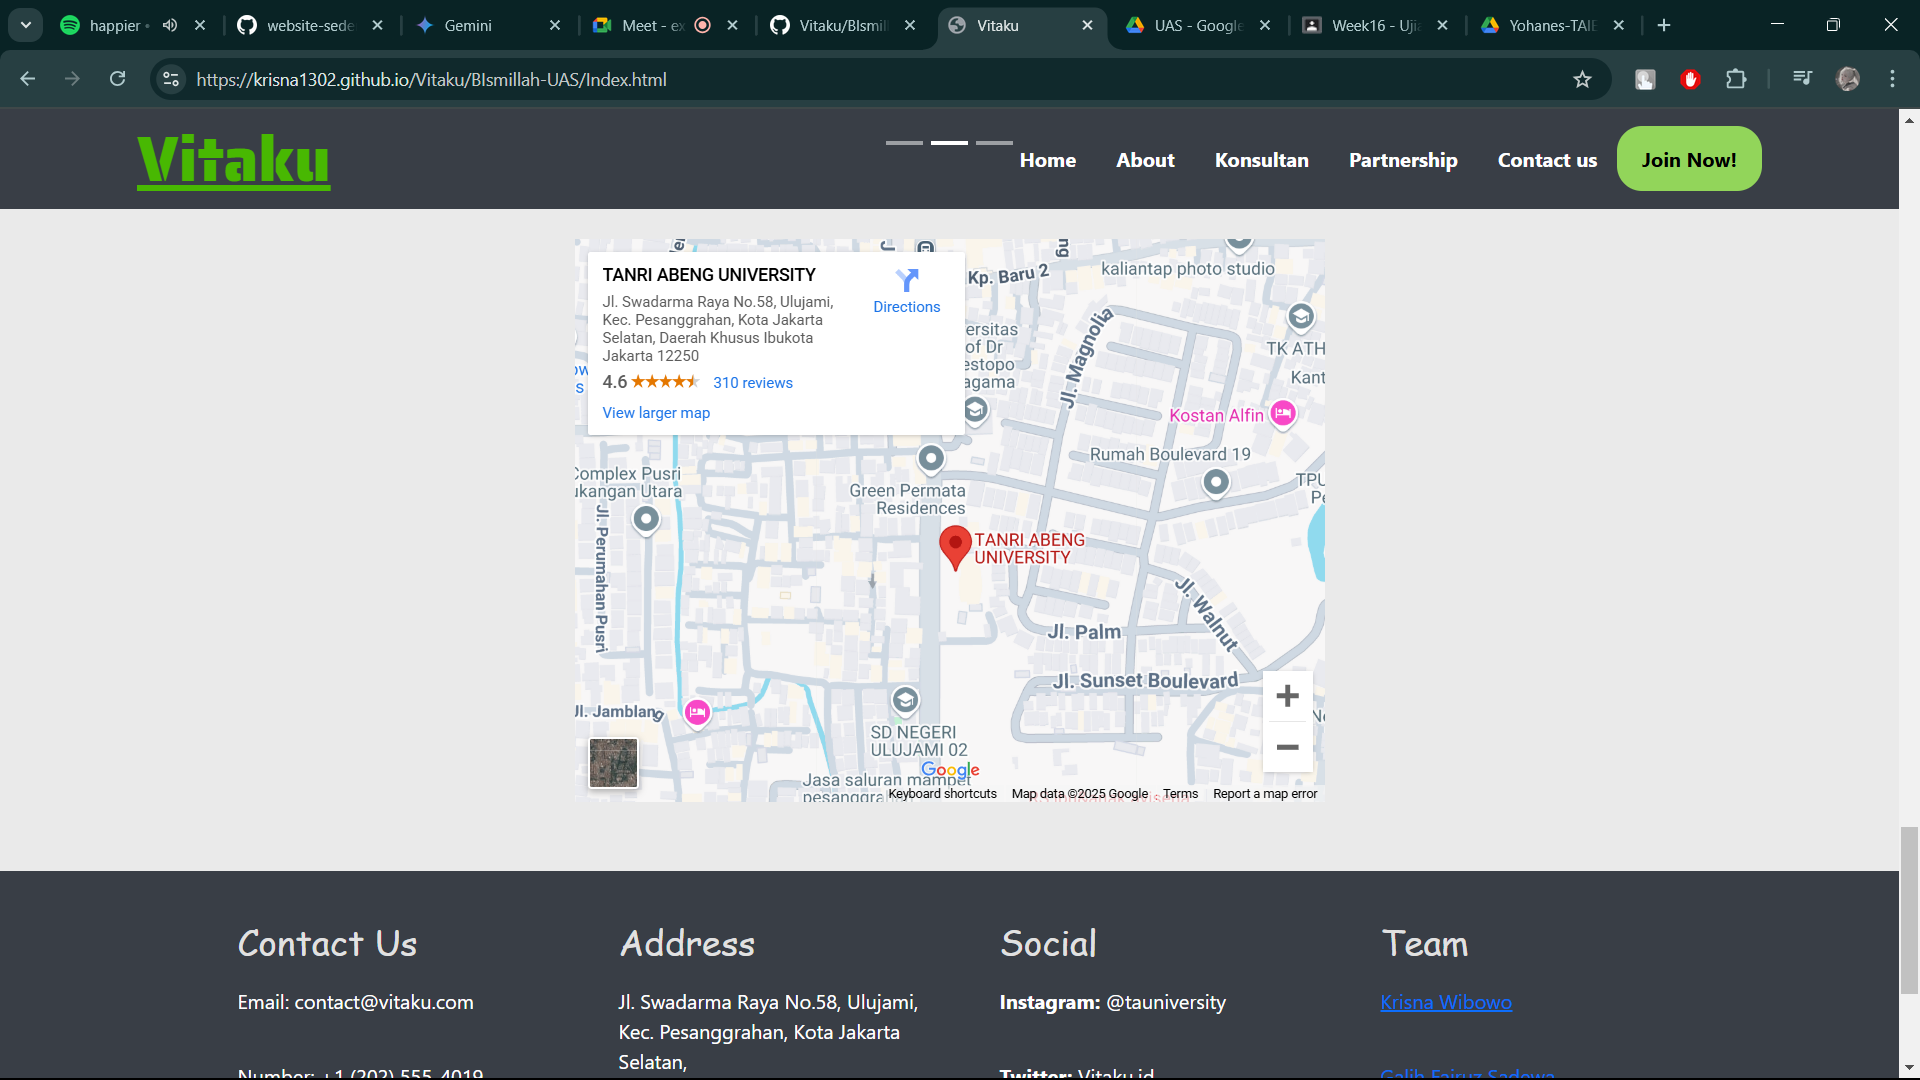 happier
website-sede
Gemini
Meet - ex
Vitaku/BIsmil
Vitaku
UAS - Google
Week16 - Ujia
Yohanes-TAIB
https://krisna1302.github.io/Vitaku/BIsmillah-UAS/Index.html
Vitaku
Home
About
Konsultan
Partnership
Contact us
Join Now!
TANRI ABENG UNIVERSITY
Jl. Swadarma Raya No.58, Ulujami,
Kec. Pesanggrahan, Kota Jakarta
Selatan, Daerah Khusus Ibukota
Jakarta 12250
4.6
310 reviews
View larger map
Directions
Kp. Baru 2
kaliantap photo studio
ersitas
of Dr
estopo
agama
Jl. Magnolia
TK ATH
Kant
Kostan Alfin
Rumah Boulevard 19
TPU
Complex Pusri
ukangan Utara
Green Permata
Residences
Jl. Perumahan Pusri
TANRI ABENG
UNIVERSITY
Jl. Walnut
Jl. Palm
Jl. Sunset Boulevard
Jl. Jamblang
SD NEGERI
ULUJAMI 02
Google
Jasa saluran mampet
pesanggra
Keyboard shortcuts
Map data ©2025 Google
Terms
Report a map error
Contact Us
Email: contact@vitaku.com
Number: +1 (202) 555-4019
Address
Jl. Swadarma Raya No.58, Ulujami,
Kec. Pesanggrahan, Kota Jakarta
Selatan,
Social
Instagram: @tauniversity
Twitter: Vitaku.id
Team
Krisna Wibowo
Galih Fairuz Sadewa